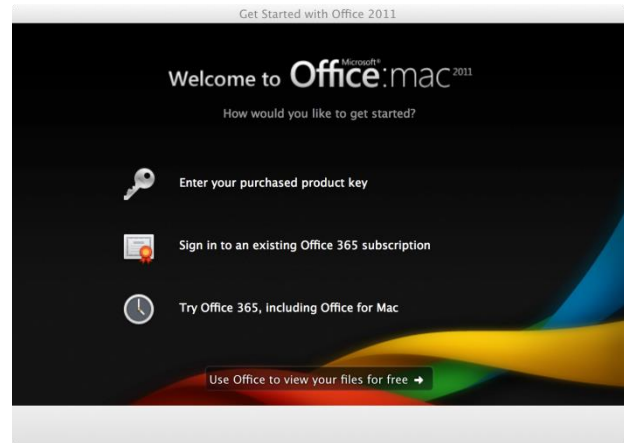 Get Started with Office 2011
Welcome to Microsoft® Office:mac 2011
How would you like to get started?
Enter your purchased product key
Sign in to an existing Office 365 subscription
Try Office 365, including Office for Mac
Use Office to view your files for free →